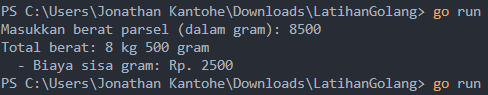 PS C:\Users\Jonathan Kantohe\Downloads\LatihanGolang> go run
Masukkan berat parsel (dalam gram): 8500
Total berat: 8 kg 500 gram
  - Biaya sisa gram: Rp. 2500
PS C:\Users\Jonathan Kantohe\Downloads\LatihanGolang> go run